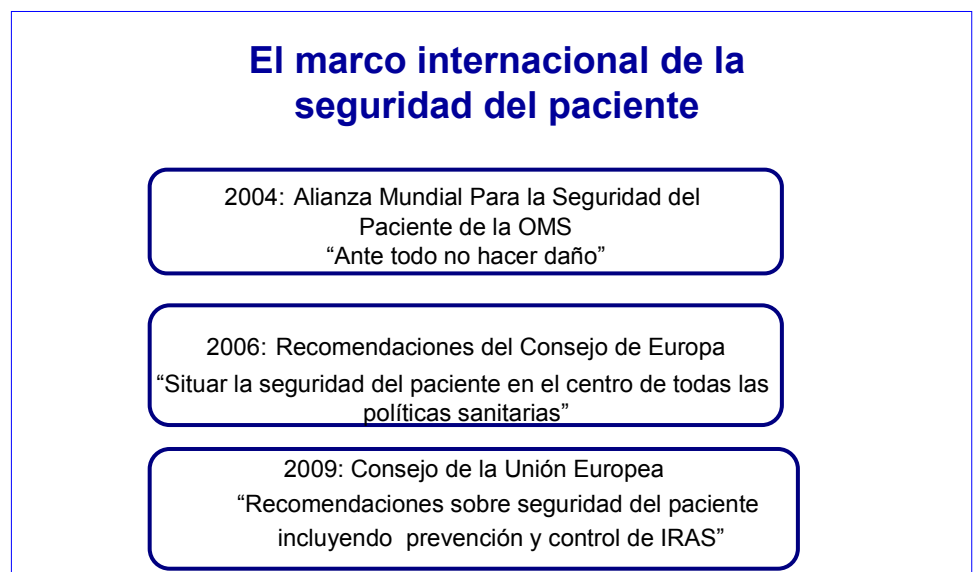 El marco internacional de la
seguridad del paciente
2004: Alianza Mundial Para la Seguridad del
Paciente de la OMS
“Ante todo no hacer daño”
2006: Recomendaciones del Consejo de Europa
“Situar la seguridad del paciente en el centro de todas las
políticas sanitarias”
2009: Consejo de la Unión Europea
“Recomendaciones sobre seguridad del paciente
incluyendo prevención y control de IRAS”